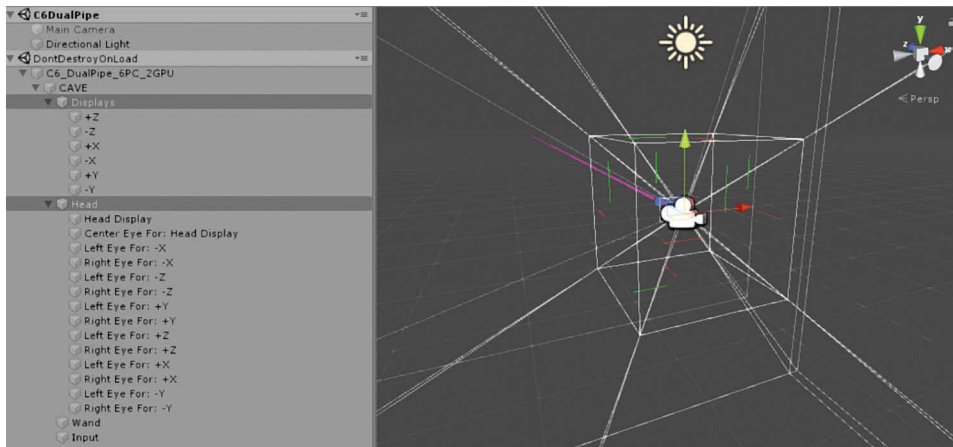 C6DualPipe
Main Camera
Directional Light
DontDestroyOnLoad
C6_DualPipe_6PC_2GPU
CAVE
Displays
+Z
-Z
+X
-X
+Y
-Y
Head
Head Display
Center Eye For: Head Display
Left Eye For: -X
Right Eye For: -X
Left Eye For: -Z
Right Eye For: -Z
Left Eye For: +Y
Right Eye For: +Y
Left Eye For: +Z
Right Eye For: +Z
Left Eye For: +X
Right Eye For: +X
Left Eye For: -Y
Right Eye For: -Y
Wand
Input
y
z
x
Persp